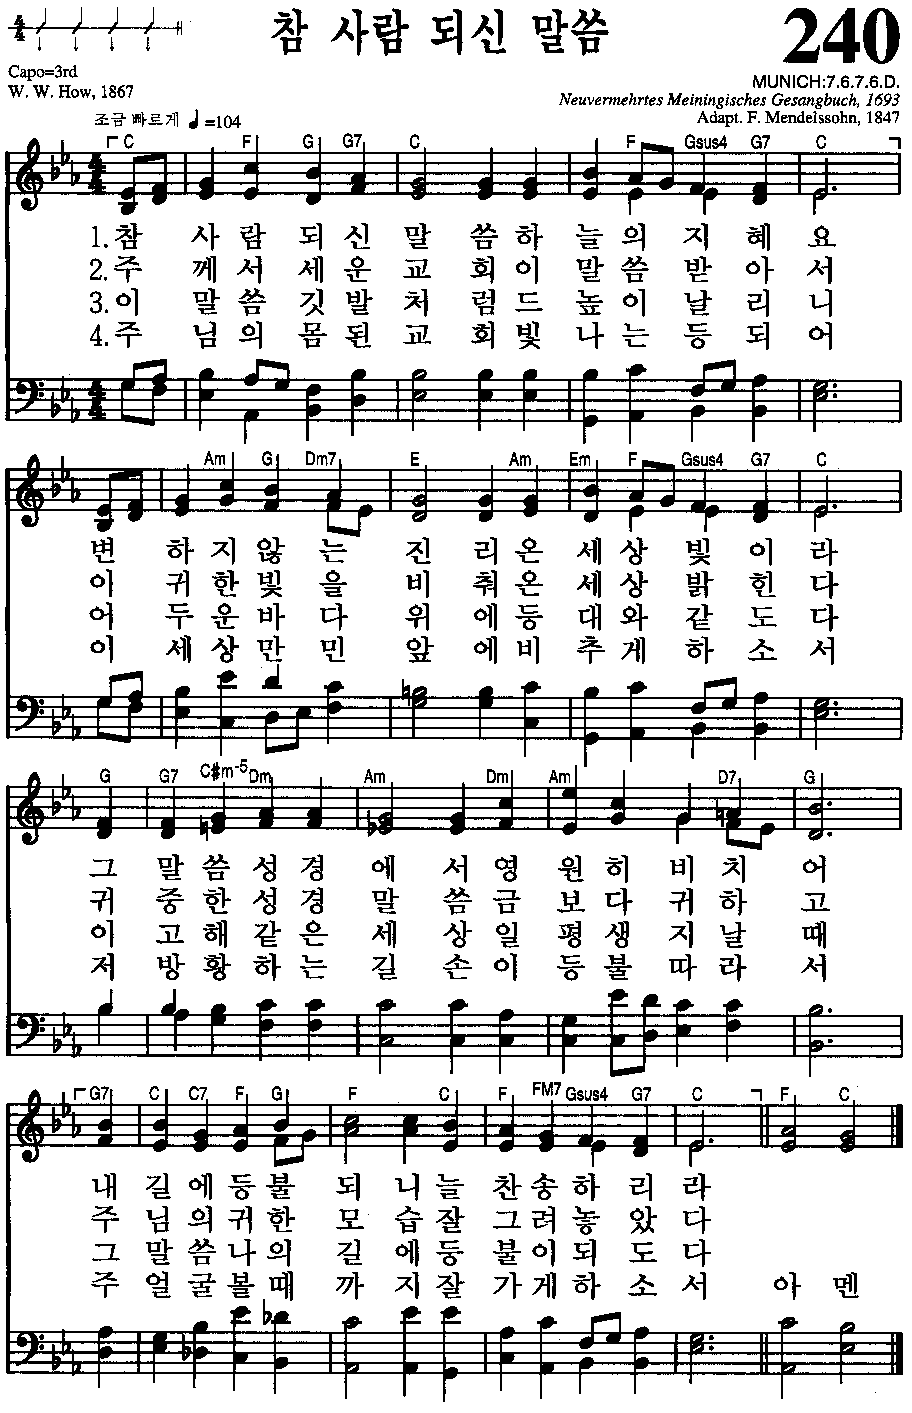 참 사람 되신 말씀
240
Capo=3rd
W. W. How, 1867
MUNICH:7.6.7.6.D.
Neuvermehrtes Meiningisches Gesangbuch, 1693
Adapt. F. Mendelssohn, 1847
조금 빠르게 ♩=104
C F G G7 C F Gsus4 G7 C
1.참 사 람 되 신 말 씀 하 늘 의 지 혜 요
2.주 께 서 세 운 교 회 이 말 씀 받 아 서
3.이 말 씀 깃 발 처 럼 드 높 이 날 리 니
4.주 님 의 몸 된 교 회 빛 나 는 등 되 어
Am G Dm7 E Am Em F Gsus4 G7 C
변 하 지 않 는 진 리 온 세 상 빛 이 라
이 귀 한 빛 을 비 춰 온 세 상 밝 힌 다
어 두 운 바 다 위 에 등 대 와 같 도 다
이 세 상 만 민 앞 에 비 추 게 하 소 서
G G7 C#m-5 Dm Am Dm Am D7 G
그 말 씀 성 경 에 서 영 원 히 비 치 어
귀 중 한 성 경 말 씀 금 보 다 귀 하 고
이 고 해 같 은 세 상 일 평 생 지 날 때
저 방 황 하 는 길 손 이 등 불 따 라 서
G7 C C7 F G F C F FM7 Gsus4 G7 C F C
내 길 에 등 불 되 니 늘 찬 송 하 리 라
주 님 의 귀 한 모 습 잘 그 려 놓 았 다
그 말 씀 나 의 길 에 등 불 이 되 도 다
주 얼 굴 볼 때 까 지 잘 가 게 하 소 서 아 멘